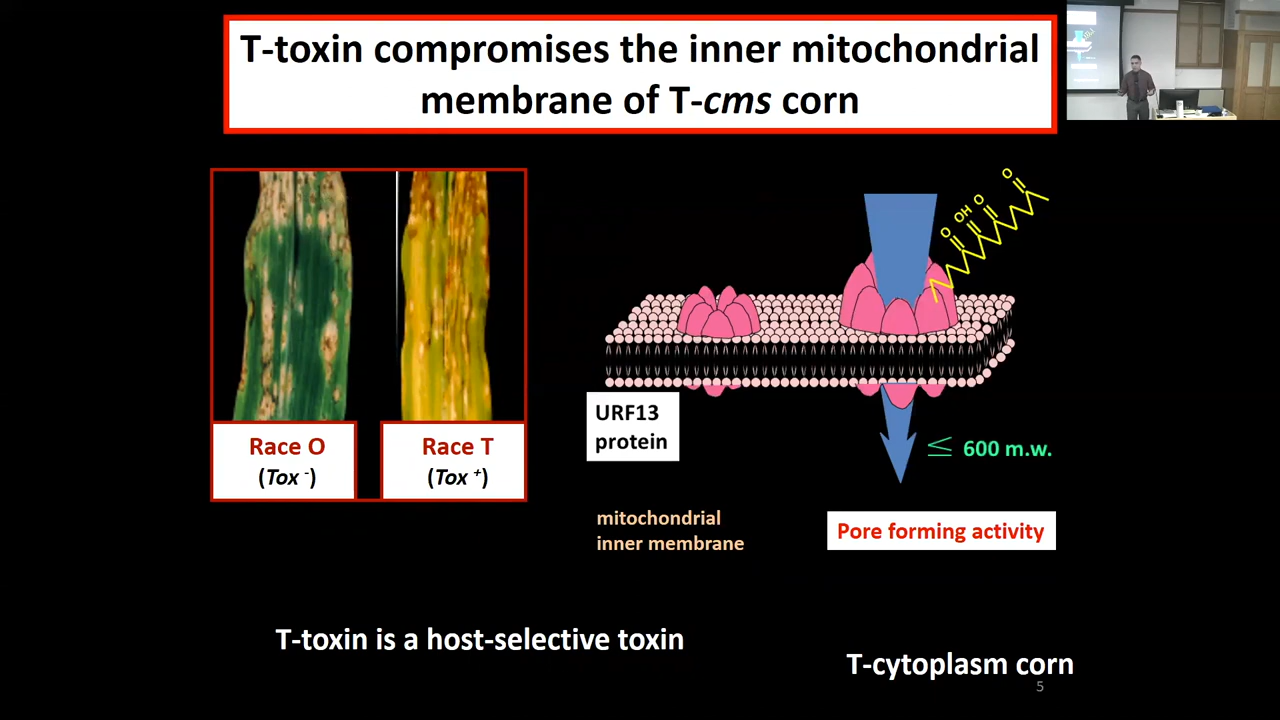 T-toxin compromises the inner mitochondrial
membrane of T-cms corn
Race O
(Tox -)
Race T
(Tox +)
O
OH
O
O
URF13
protein
≤ 600 m.w.
mitochondrial
inner membrane
Pore forming activity
T-toxin is a host-selective toxin
T-cytoplasm corn
5